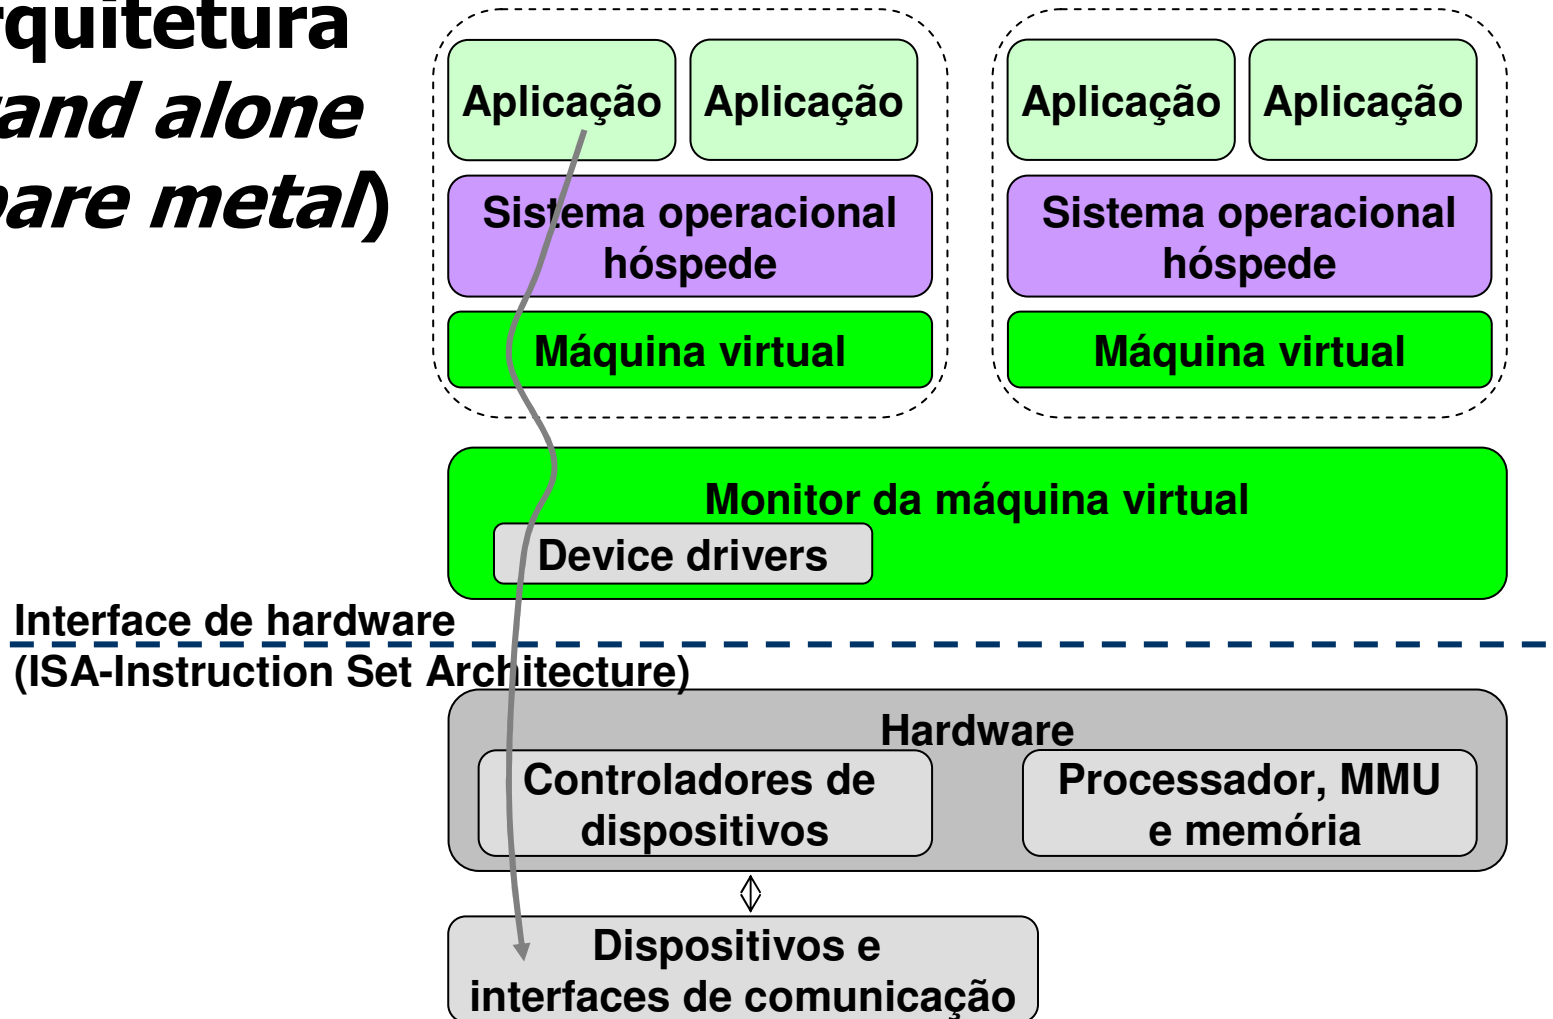 rquitetura
and alone
bare metal)
Aplicação Aplicação Aplicação Aplicação
Sistema operacional
hóspede
Sistema operacional
hóspede
Máquina virtual Máquina virtual
Monitor da máquina virtual
Device drivers
Interface de hardware
(ISA-Instruction Set Architecture)
Hardware
Controladores de
dispositivos
Processador, MMU
e memória
Dispositivos e
interfaces de comunicação